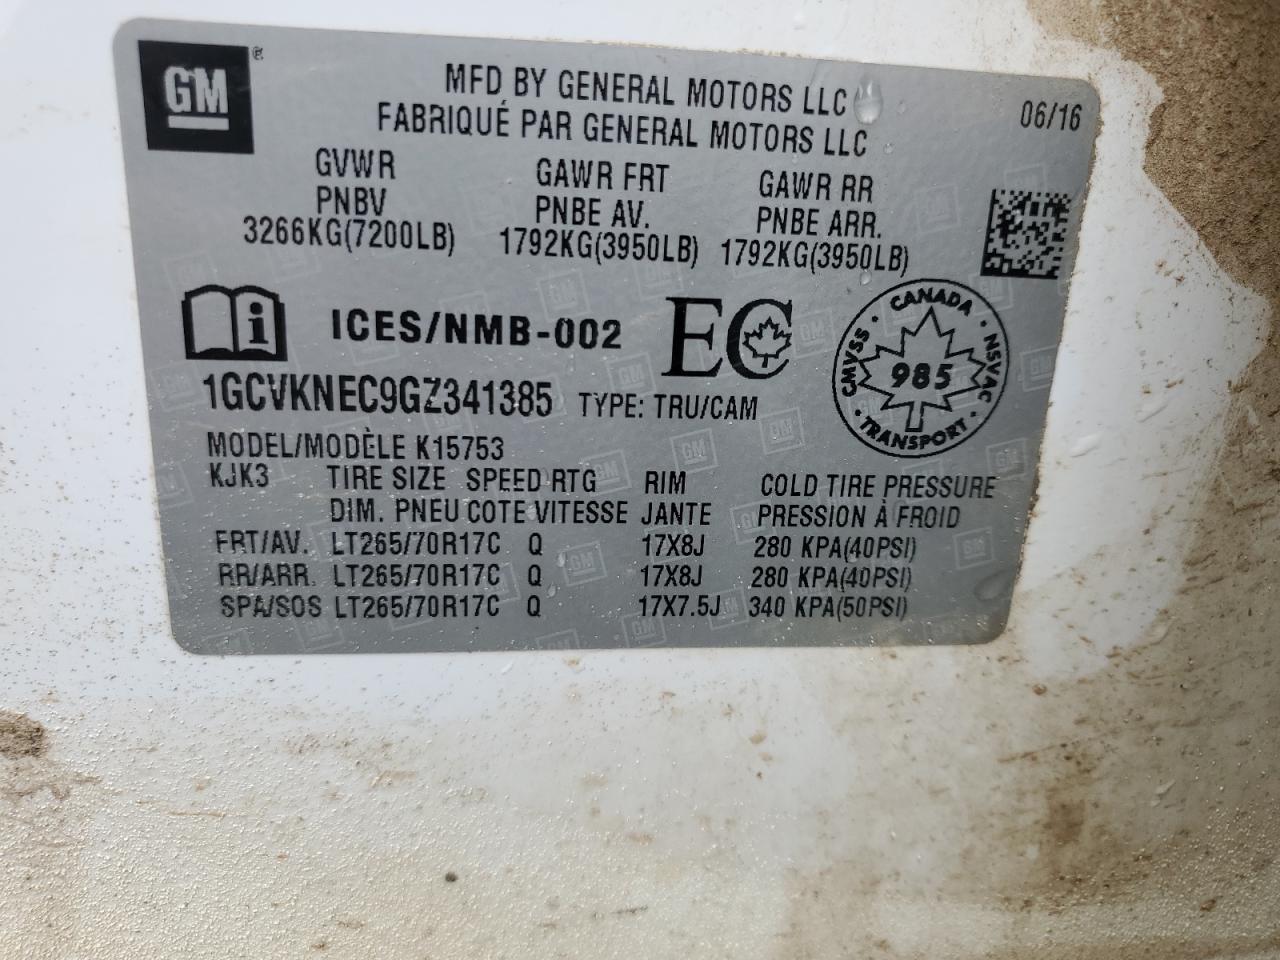 GM ®
MFD BY GENERAL MOTORS LLC
FABRIQUÉ PAR GENERAL MOTORS LLC
06/16
GVWR GAWR FRT GAWR RR
PNBV PNBE AV. PNBE ARR.
3266KG(7200LB) 1792KG(3950LB) 1792KG(3950LB)
i ICES/NMB-002 EC
CANADA · NSVAC · TRANSPORT · CMVSS ·
985
1GCVKNEC9GZ341385 TYPE: TRU/CAM
MODEL/MODÈLE K15753
KJK3 TIRE SIZE SPEED RTG RIM COLD TIRE PRESSURE
DIM. PNEU COTE VITESSE JANTE PRESSION À FROID
FRT/AV. LT265/70R17C Q 17X8J 280 KPA(40PSI)
RR/ARR. LT265/70R17C Q 17X8J 280 KPA(40PSI)
SPA/SOS LT265/70R17C Q 17X7.5J 340 KPA(50PSI)